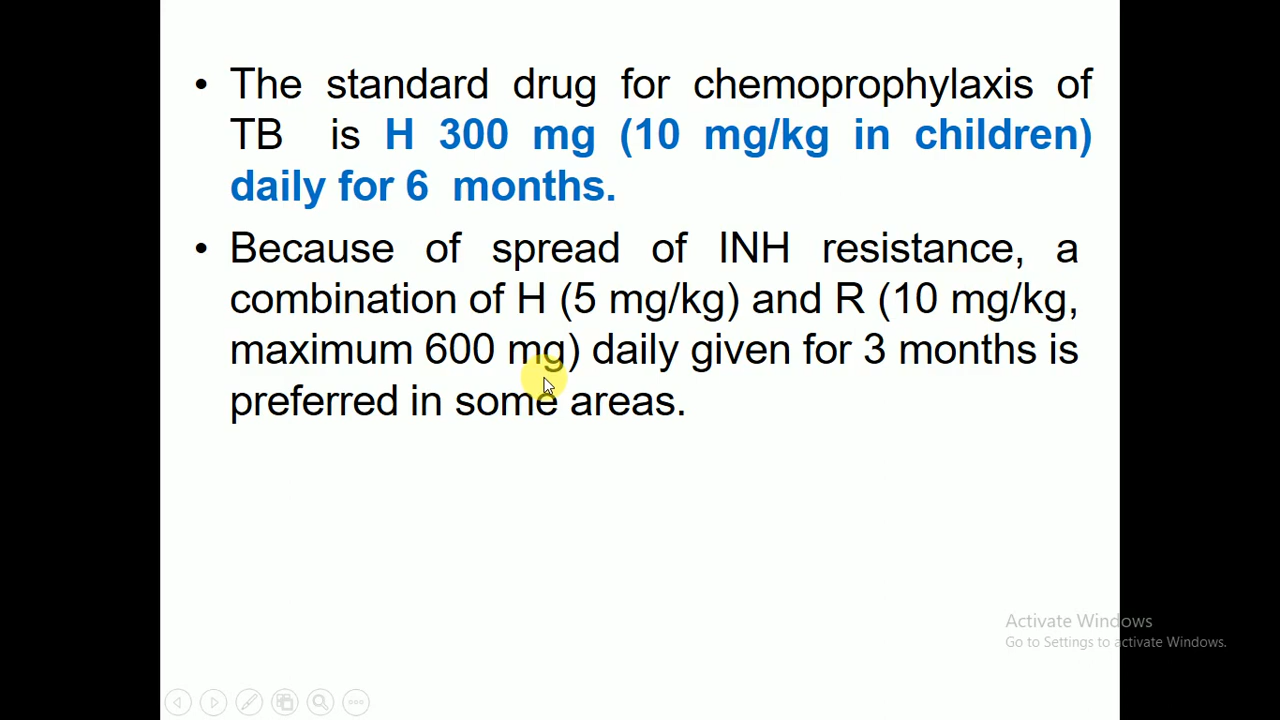 • The standard drug for chemoprophylaxis of
TB is H 300 mg (10 mg/kg in children)
daily for 6 months.
• Because of spread of INH resistance, a
combination of H (5 mg/kg) and R (10 mg/kg,
maximum 600 mg) daily given for 3 months is
preferred in some areas.
Activate Windows
Go to Settings to activate Windows.